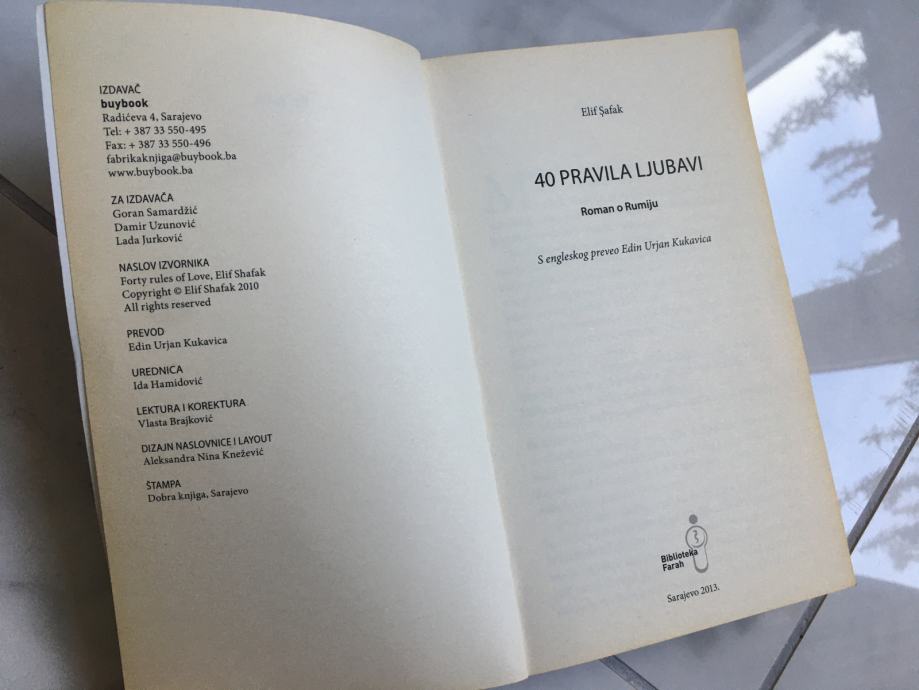 IZDAVAČ
buybook
Radićeva 4, Sarajevo
Tel: + 387 33 550-495
Fax: + 387 33 550-496
fabrikaknjiga@buybook.ba
www.buybook.ba
ZA IZDAVAČA
Goran Samardžić
Damir Uzunović
Lada Jurković
NASLOV IZVORNIKA
Forty rules of Love, Elif Shafak
Copyright © Elif Shafak 2010
All rights reserved
PREVOD
Edin Urjan Kukavica
UREDNICA
Ida Hamidović
LEKTURA I KOREKTURA
Vlasta Brajković
DIZAJN NASLOVNICE I LAYOUT
Aleksandra Nina Knežević
ŠTAMPA
Dobra knjiga, Sarajevo
Elif Şafak
40 PRAVILA LJUBAVI
Roman o Rumiju
S engleskog preveo Edin Urjan Kukavica
Biblioteka
Farah
Sarajevo 2013.